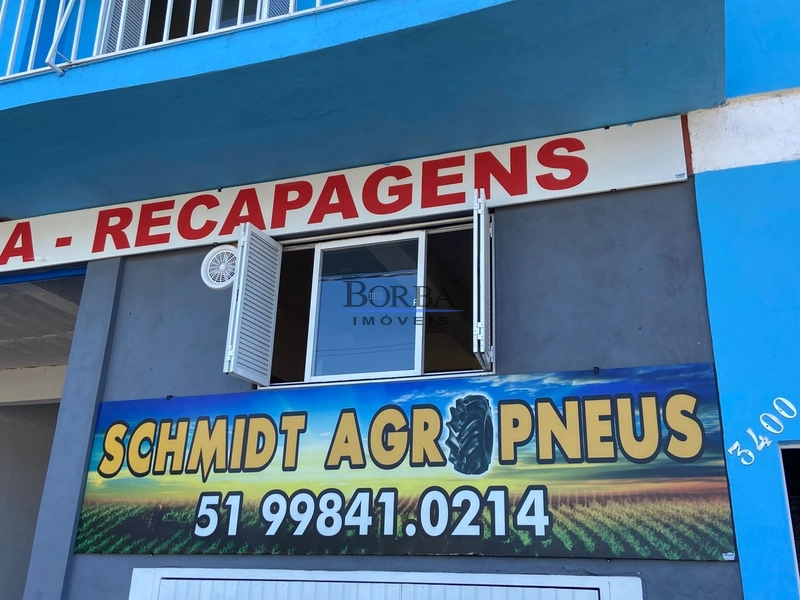 A - RECAPAGENS
BORBA
IMÓVEIS
SCHMIDT AGROPNEUS
51 99841.0214
3400